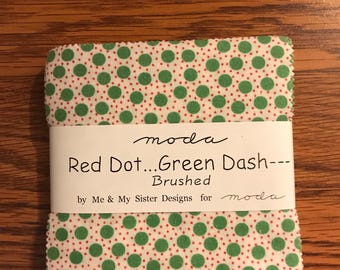 moda
Red Dot...Green Dash---
Brushed
by Me & My Sister Designs for moda